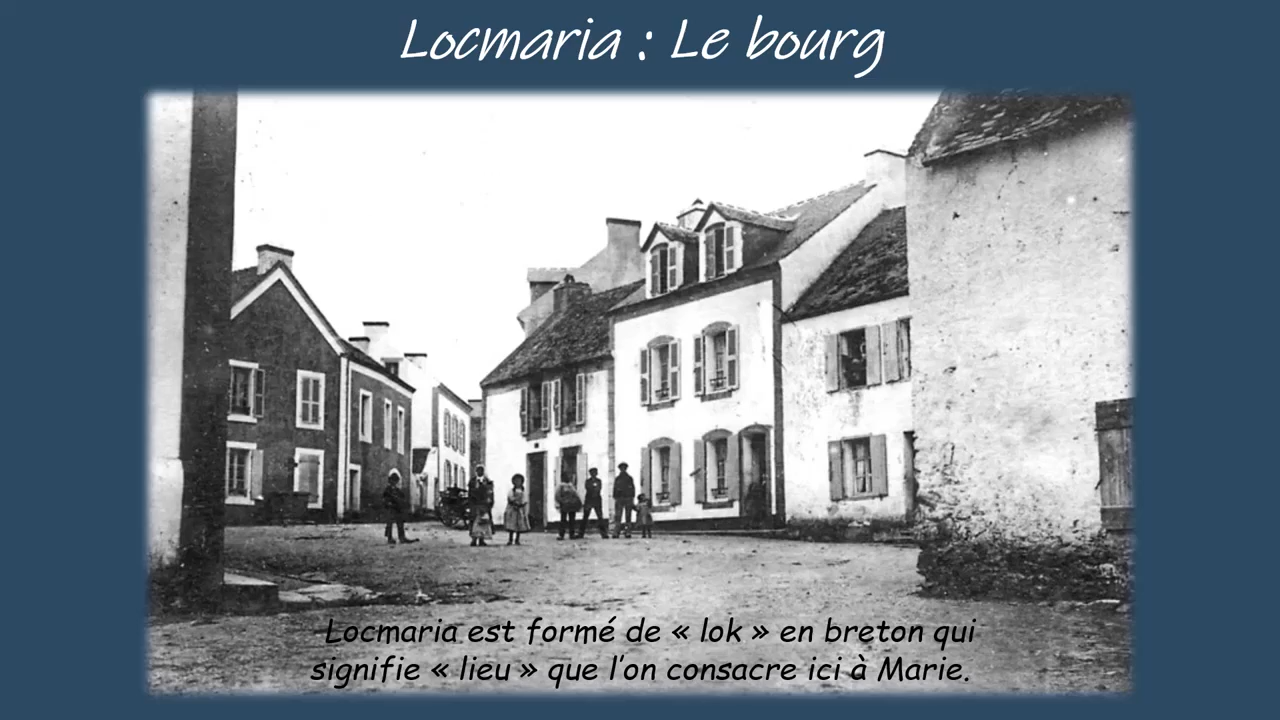 Locmaria : Le bourg
Locmaria est formé de « lok » en breton qui
signifie « lieu » que l'on consacre ici à Marie.